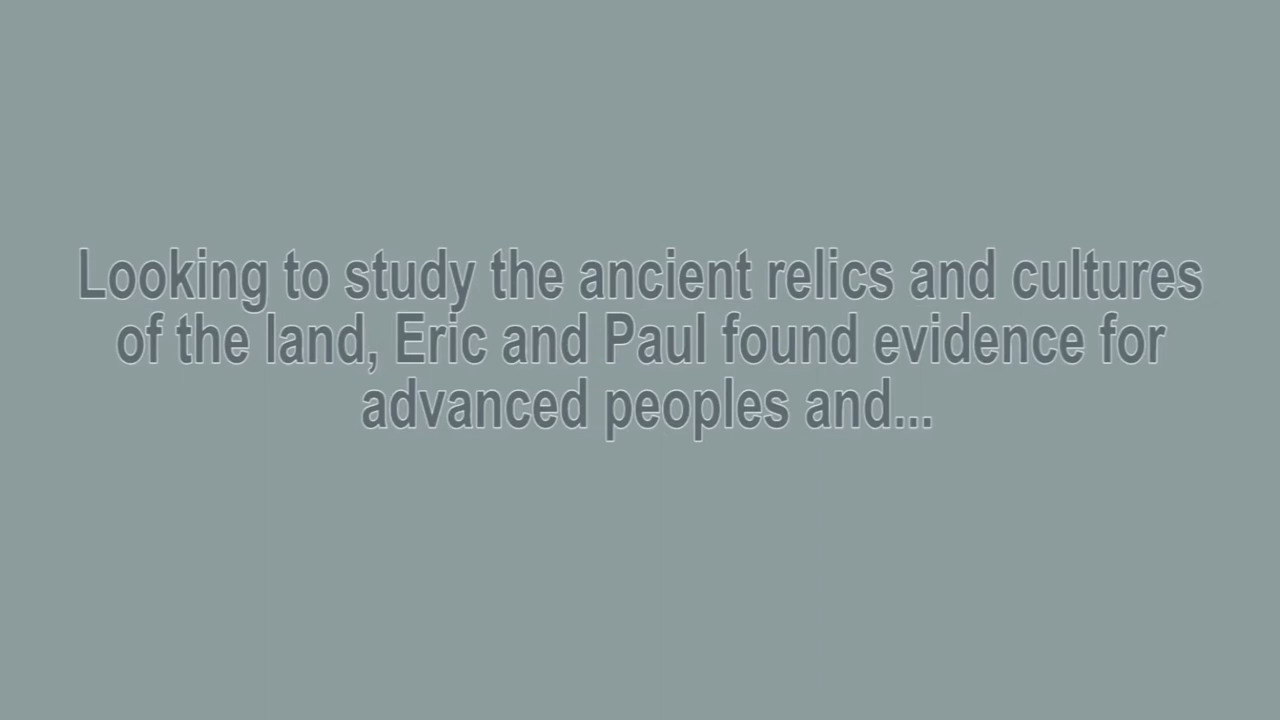 Looking to study the ancient relics and cultures
of the land, Eric and Paul found evidence for
advanced peoples and...